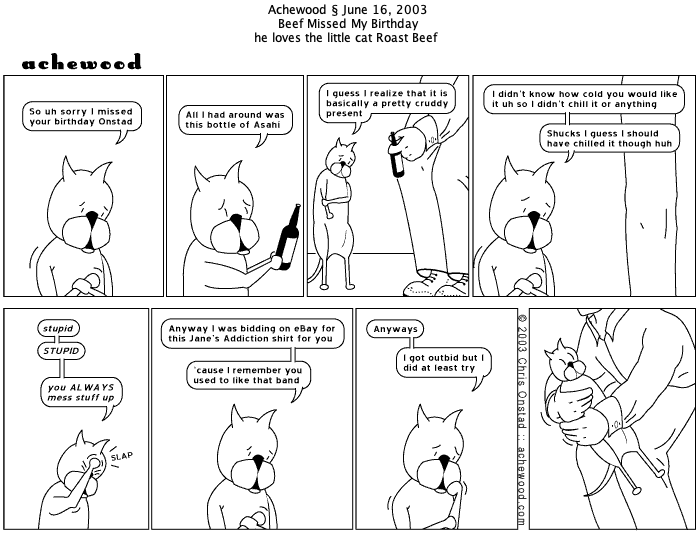 Achewood § June 16, 2003
Beef Missed My Birthday
he loves the little cat Roast Beef
achewood
So uh sorry I missed
your birthday Onstad
All I had around was
this bottle of Asahi
I guess I realize that it is
basically a pretty cruddy
present
I didn't know how cold you would like
it uh so I didn't chill it or anything
Shucks I guess I should
have chilled it though huh
stupid
STUPID
you ALWAYS
mess stuff up
SLAP
Anyway I was bidding on eBay for
this Jane's Addiction shirt for you
'cause I remember you
used to like that band
Anyways
I got outbid but I
did at least try
© 2003 Chris Onstad :: achewood.com